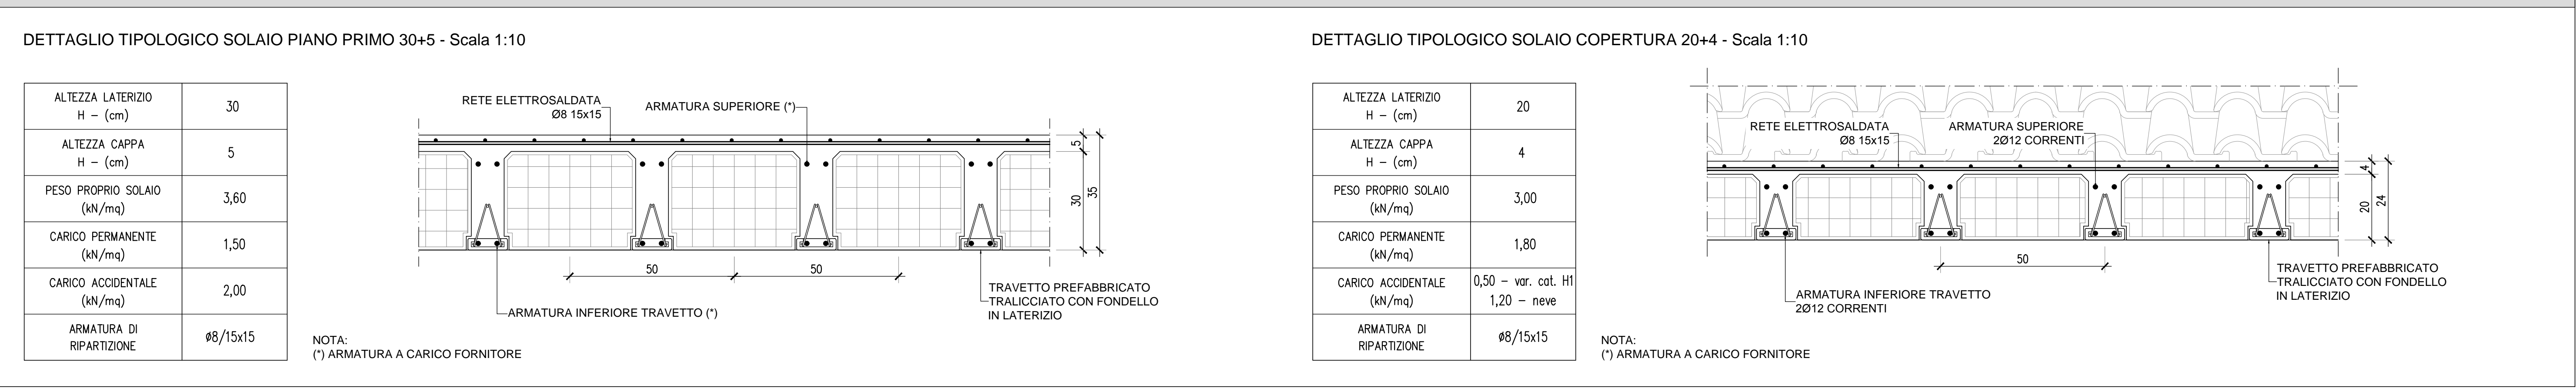 DETTAGLIO TIPOLOGICO SOLAIO PIANO PRIMO 30+5 - Scala 1:10
ALTEZZA LATERIZIO
H – (cm)
30
ALTEZZA CAPPA
H – (cm)
5
PESO PROPRIO SOLAIO
(kN/mq)
3,60
CARICO PERMANENTE
(kN/mq)
1,50
CARICO ACCIDENTALE
(kN/mq)
2,00
ARMATURA DI
RIPARTIZIONE
ø8/15x15
RETE ELETTROSALDATA
Ø8 15x15
ARMATURA SUPERIORE (*)
5
30
35
50
50
ARMATURA INFERIORE TRAVETTO (*)
TRAVETTO PREFABBRICATO
TRALICCIATO CON FONDELLO
IN LATERIZIO
NOTA:
(*) ARMATURA A CARICO FORNITORE
DETTAGLIO TIPOLOGICO SOLAIO COPERTURA 20+4 - Scala 1:10
ALTEZZA LATERIZIO
H – (cm)
20
ALTEZZA CAPPA
H – (cm)
4
PESO PROPRIO SOLAIO
(kN/mq)
3,00
CARICO PERMANENTE
(kN/mq)
1,80
CARICO ACCIDENTALE
(kN/mq)
0,50 – var. cat. H1
1,20 – neve
ARMATURA DI
RIPARTIZIONE
ø8/15x15
RETE ELETTROSALDATA
Ø8 15x15
ARMATURA SUPERIORE
2Ø12 CORRENTI
4
20
24
50
ARMATURA INFERIORE TRAVETTO
2Ø12 CORRENTI
TRAVETTO PREFABBRICATO
TRALICCIATO CON FONDELLO
IN LATERIZIO
NOTA:
(*) ARMATURA A CARICO FORNITORE